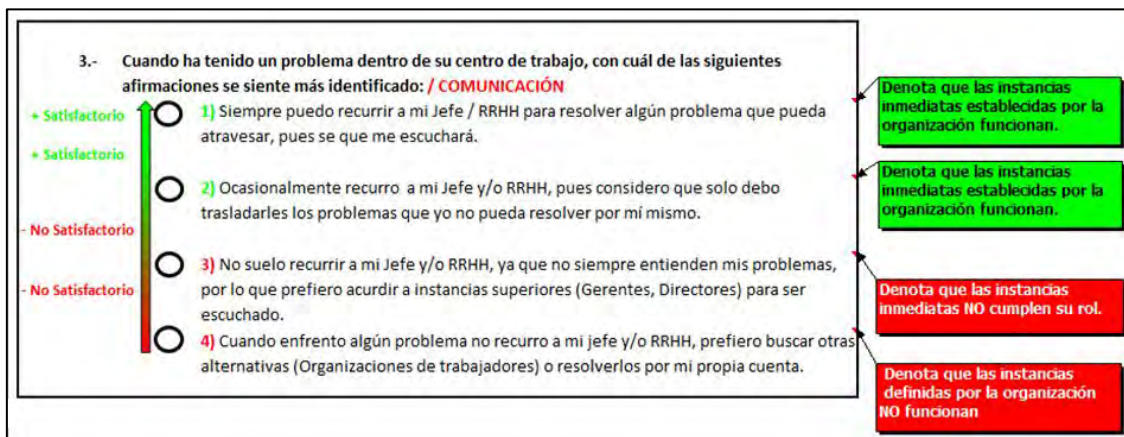 3.- Cuando ha tenido un problema dentro de su centro de trabajo, con cuál de las siguientes
afirmaciones se siente más identificado: / COMUNICACIÓN
+ Satisfactorio
+ Satisfactorio
- No Satisfactorio
- No Satisfactorio
1) Siempre puedo recurrir a mi Jefe / RRHH para resolver algún problema que pueda
atravesar, pues se que me escuchará.
2) Ocasionalmente recurro a mi Jefe y/o RRHH, pues considero que solo debo
trasladarles los problemas que yo no pueda resolver por mí mismo.
3) No suelo recurrir a mi Jefe y/o RRHH, ya que no siempre entienden mis problemas,
por lo que prefiero acurdir a instancias superiores (Gerentes, Directores) para ser
escuchado.
4) Cuando enfrento algún problema no recurro a mi jefe y/o RRHH, prefiero buscar otras
alternativas (Organizaciones de trabajadores) o resolverlos por mi propia cuenta.
Denota que las instancias
inmediatas establecidas por la
organización funcionan.
Denota que las instancias
inmediatas establecidas por la
organización funcionan.
Denota que las instancias
inmediatas NO cumplen su rol.
Denota que las instancias
definidas por la organización
NO funcionan